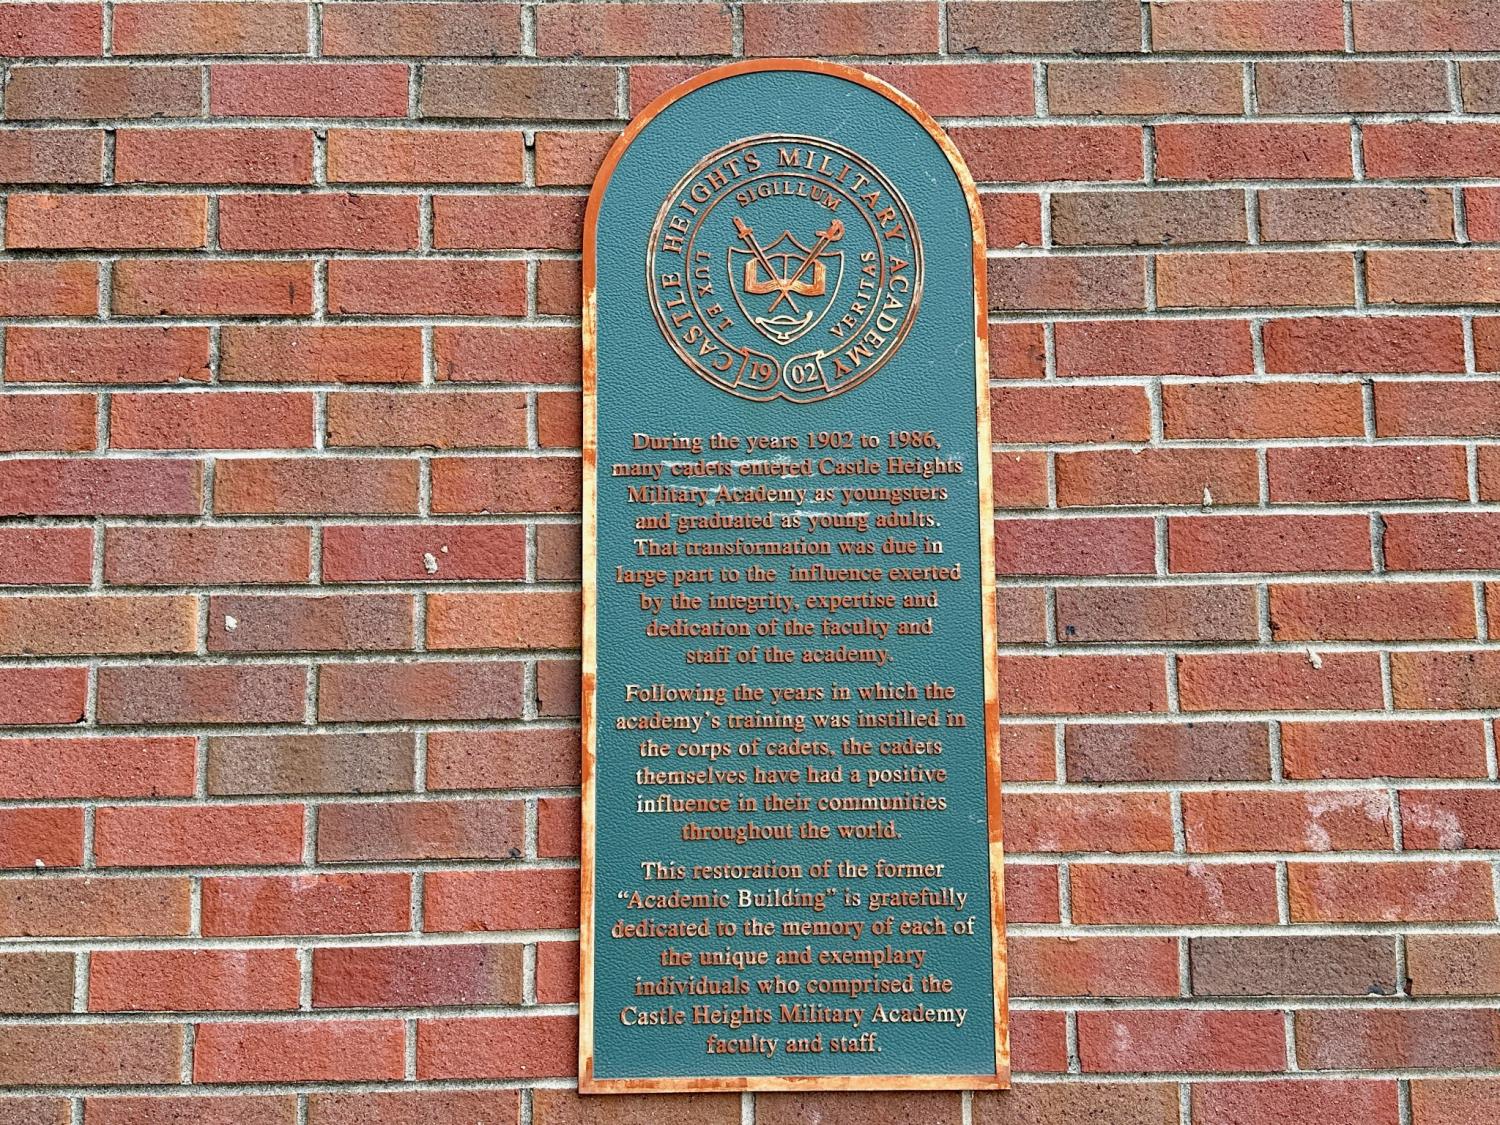 CASTLE HEIGHTS MILITARY ACADEMY
SIGILLUM
LUX ET
VERITAS
19 02
During the years 1902 to 1986,
many cadets entered Castle Heights
Military Academy as youngsters
and graduated as young adults.
That transformation was due in
large part to the influence exerted
by the integrity, expertise and
dedication of the faculty and
staff of the academy.
Following the years in which the
academy's training was instilled in
the corps of cadets, the cadets
themselves have had a positive
influence in their communities
throughout the world.
This restoration of the former
"Academic Building" is gratefully
dedicated to the memory of each of
the unique and exemplary
individuals who comprised the
Castle Heights Military Academy
faculty and staff.